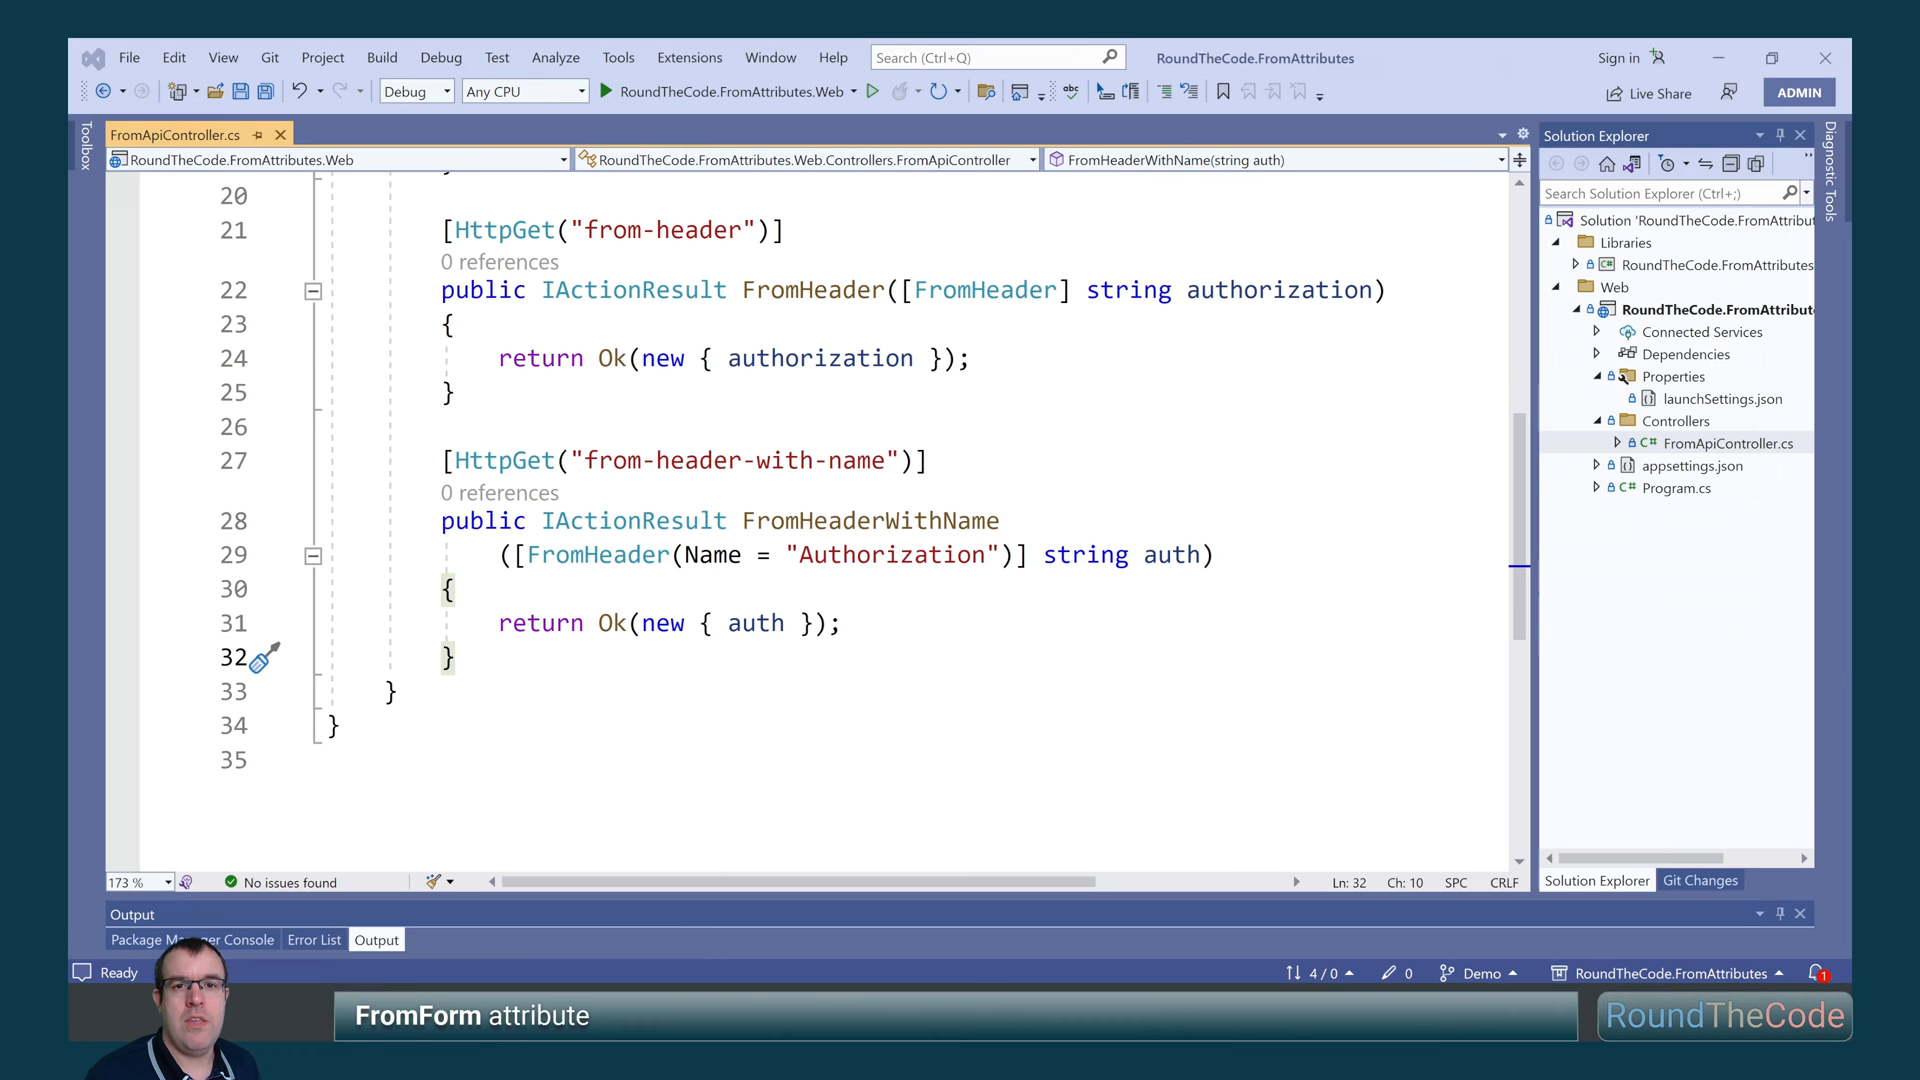 File Edit View Git Project Build Debug Test Analyze Tools Extensions Window Help Search (Ctrl+Q) RoundTheCode.FromAttributes Sign in
Debug Any CPU RoundTheCode.FromAttributes.Web Live Share ADMIN
Toolbox
FromApiController.cs
RoundTheCode.FromAttributes.Web RoundTheCode.FromAttributes.Web.Controllers.FromApiController FromHeaderWithName(string auth)
20
21 [HttpGet("from-header")]
0 references
22 public IActionResult FromHeader([FromHeader] string authorization)
23 {
24 return Ok(new { authorization });
25 }
26
27 [HttpGet("from-header-with-name")]
0 references
28 public IActionResult FromHeaderWithName
29 ([FromHeader(Name = "Authorization")] string auth)
30 {
31 return Ok(new { auth });
32 }
33 }
34 }
35
173 % No issues found Ln: 32 Ch: 10 SPC CRLF
Solution Explorer
Search Solution Explorer (Ctrl+;)
Solution 'RoundTheCode.FromAttribut
Libraries
C# RoundTheCode.FromAttributes
Web
RoundTheCode.FromAttribut
Connected Services
Dependencies
Properties
launchSettings.json
Controllers
C# FromApiController.cs
appsettings.json
C# Program.cs
Solution Explorer Git Changes
Diagnostic Tools
Output
Package Ma er Console Error List Output
Ready 4 / 0 0 Demo RoundTheCode.FromAttributes 1
FromForm attribute
RoundTheCode